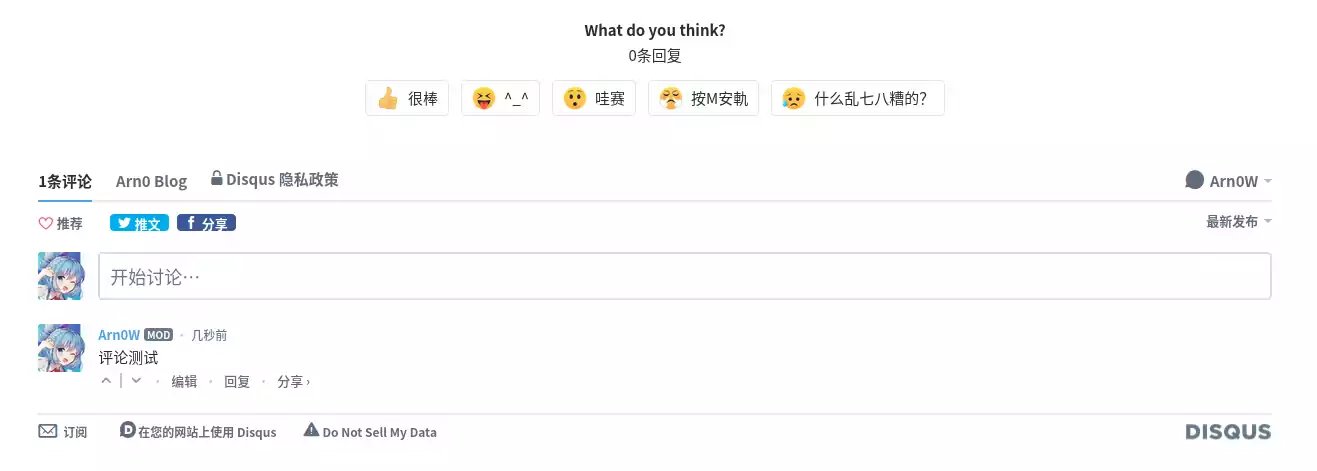 What do you think?
0条回复
很棒 ^_^ 哇赛 按M安軌 什么乱七八糟的？
1条评论 Arn0 Blog Disqus 隐私政策 Arn0W
推荐 推文 分享 最新发布
开始讨论…
Arn0W MOD · 几秒前
评论测试
· 编辑 · 回复 · 分享 ›
订阅 在您的网站上使用 Disqus Do Not Sell My Data DISQUS